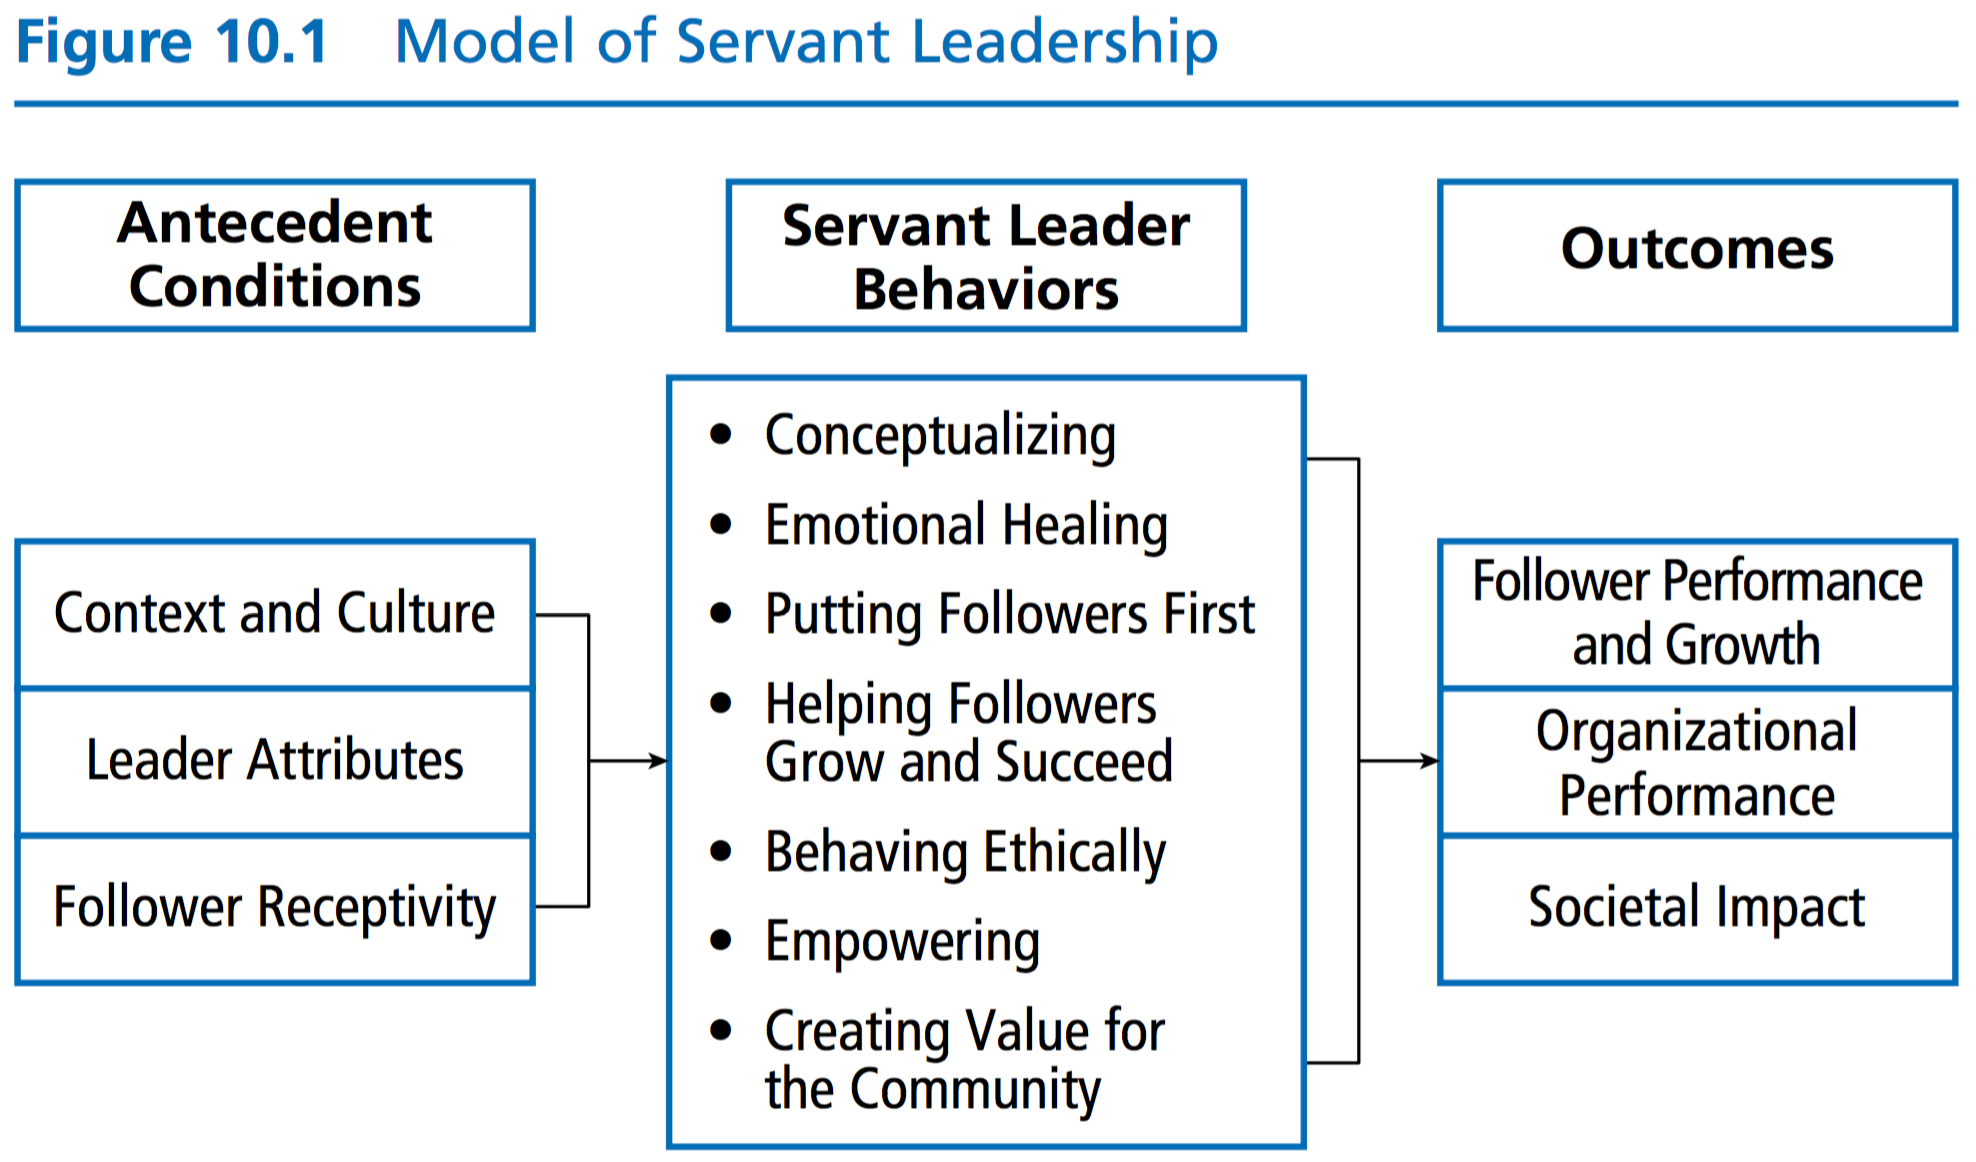 Figure 10.1 Model of Servant Leadership
Antecedent
Conditions
Servant Leader
Behaviors
Outcomes
Context and Culture
Leader Attributes
Follower Receptivity
• Conceptualizing
• Emotional Healing
• Putting Followers First
• Helping Followers
Grow and Succeed
• Behaving Ethically
• Empowering
• Creating Value for
the Community
Follower Performance
and Growth
Organizational
Performance
Societal Impact